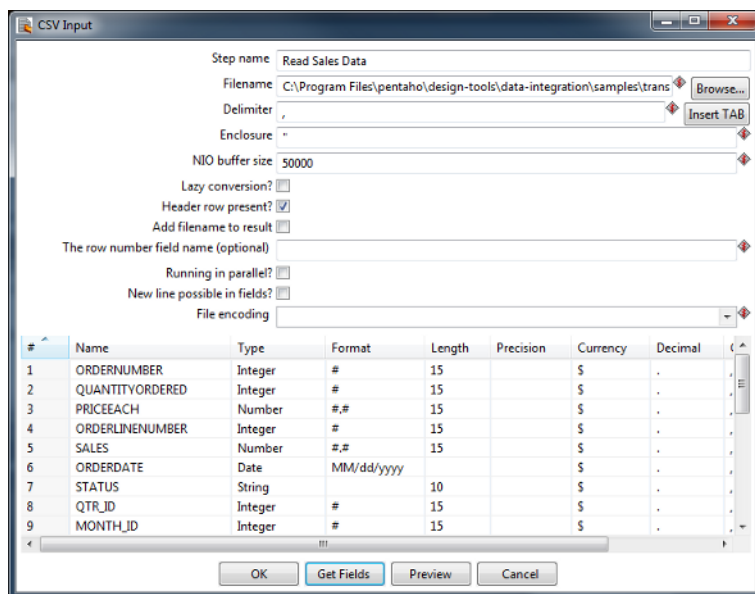 CSV Input
Step name Read Sales Data
Filename C:\Program Files\pentaho\design-tools\data-integration\samples\trans Browse...
Delimiter , Insert TAB
Enclosure "
NIO buffer size 50000
Lazy conversion?
Header row present?
Add filename to result
The row number field name (optional)
Running in parallel?
New line possible in fields?
File encoding
# Name Type Format Length Precision Currency Decimal
1 ORDERNUMBER Integer # 15 $ . ,
2 QUANTITYORDERED Integer # 15 $ . ,
3 PRICEEACH Number #,# 15 $ . ,
4 ORDERLINENUMBER Integer # 15 $ . ,
5 SALES Number #,# 15 $ . ,
6 ORDERDATE Date MM/dd/yyyy $ . ,
7 STATUS String 10 $ . ,
8 QTR_ID Integer # 15 $ . ,
9 MONTH_ID Integer # 15 $ . ,
OK Get Fields Preview Cancel